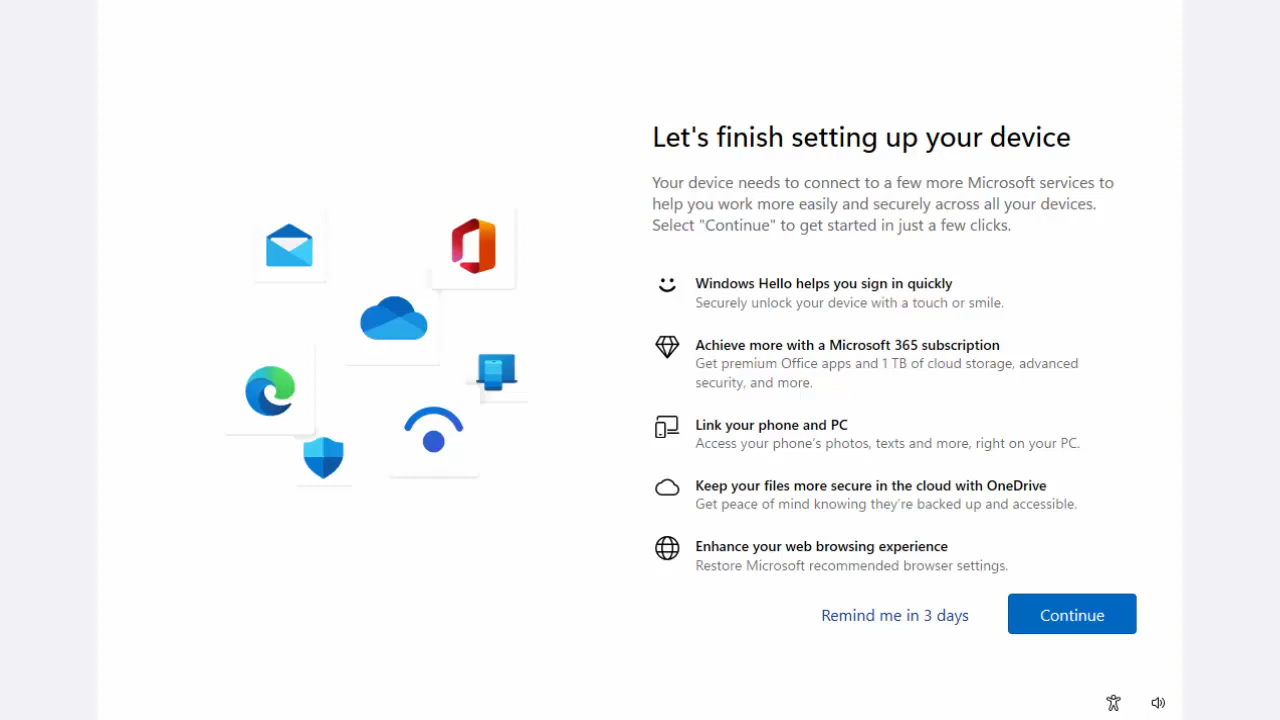 Let's finish setting up your device
Your device needs to connect to a few more Microsoft services to
help you work more easily and securely across all your devices.
Select "Continue" to get started in just a few clicks.
Windows Hello helps you sign in quickly
Securely unlock your device with a touch or smile.
Achieve more with a Microsoft 365 subscription
Get premium Office apps and 1 TB of cloud storage, advanced
security, and more.
Link your phone and PC
Access your phone's photos, texts and more, right on your PC.
Keep your files more secure in the cloud with OneDrive
Get peace of mind knowing they're backed up and accessible.
Enhance your web browsing experience
Restore Microsoft recommended browser settings.
Remind me in 3 days
Continue